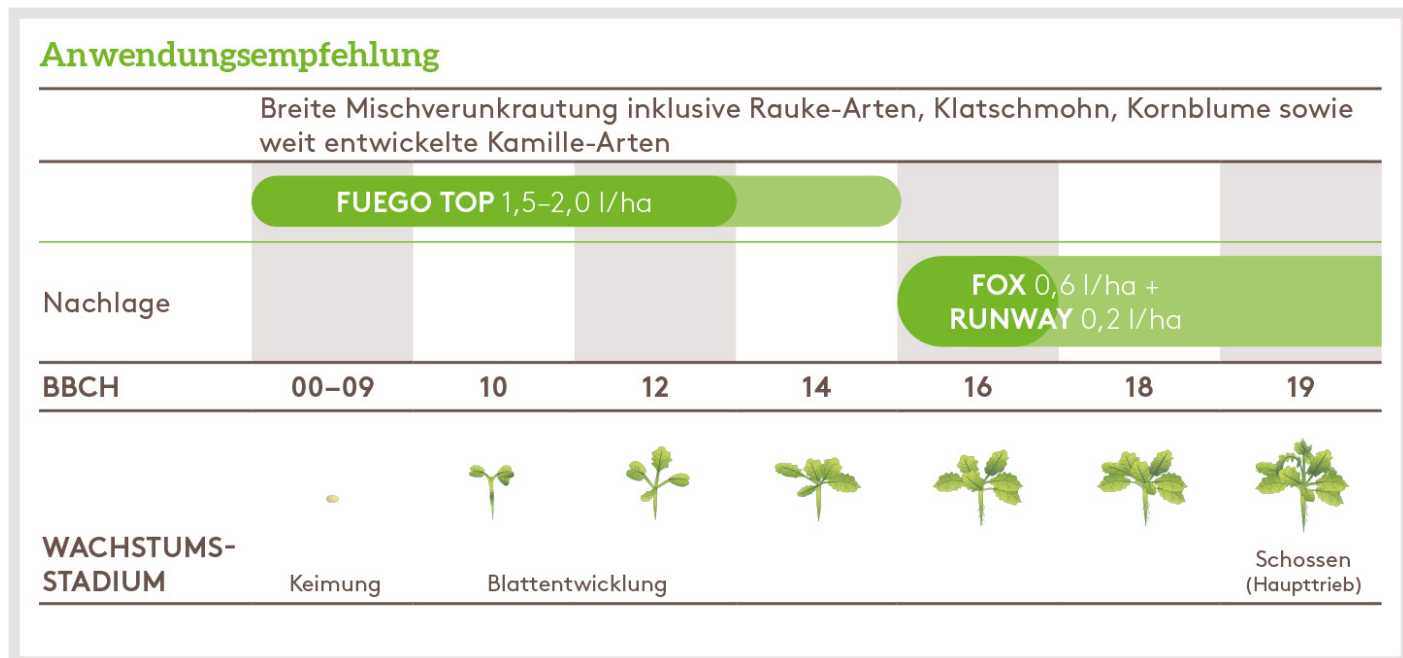 Anwendungsempfehlung
Breite Mischverunkrautung inklusive Rauke-Arten, Klatschmohn, Kornblume sowie
weit entwickelte Kamille-Arten
FUEGO TOP 1,5–2,0 l/ha
Nachlage
FOX 0,6 l/ha +
RUNWAY 0,2 l/ha
BBCH 00–09 10 12 14 16 18 19
WACHSTUMS-
STADIUM
Keimung
Blattentwicklung
Schossen
(Haupttrieb)